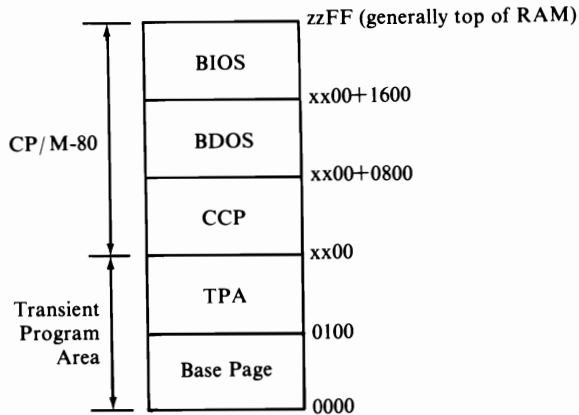 zzFF (generally top of RAM)
BIOS
xx00+1600
CP/M-80
BDOS
xx00+0800
CCP
xx00
TPA
Transient
Program
Area
0100
Base Page
0000